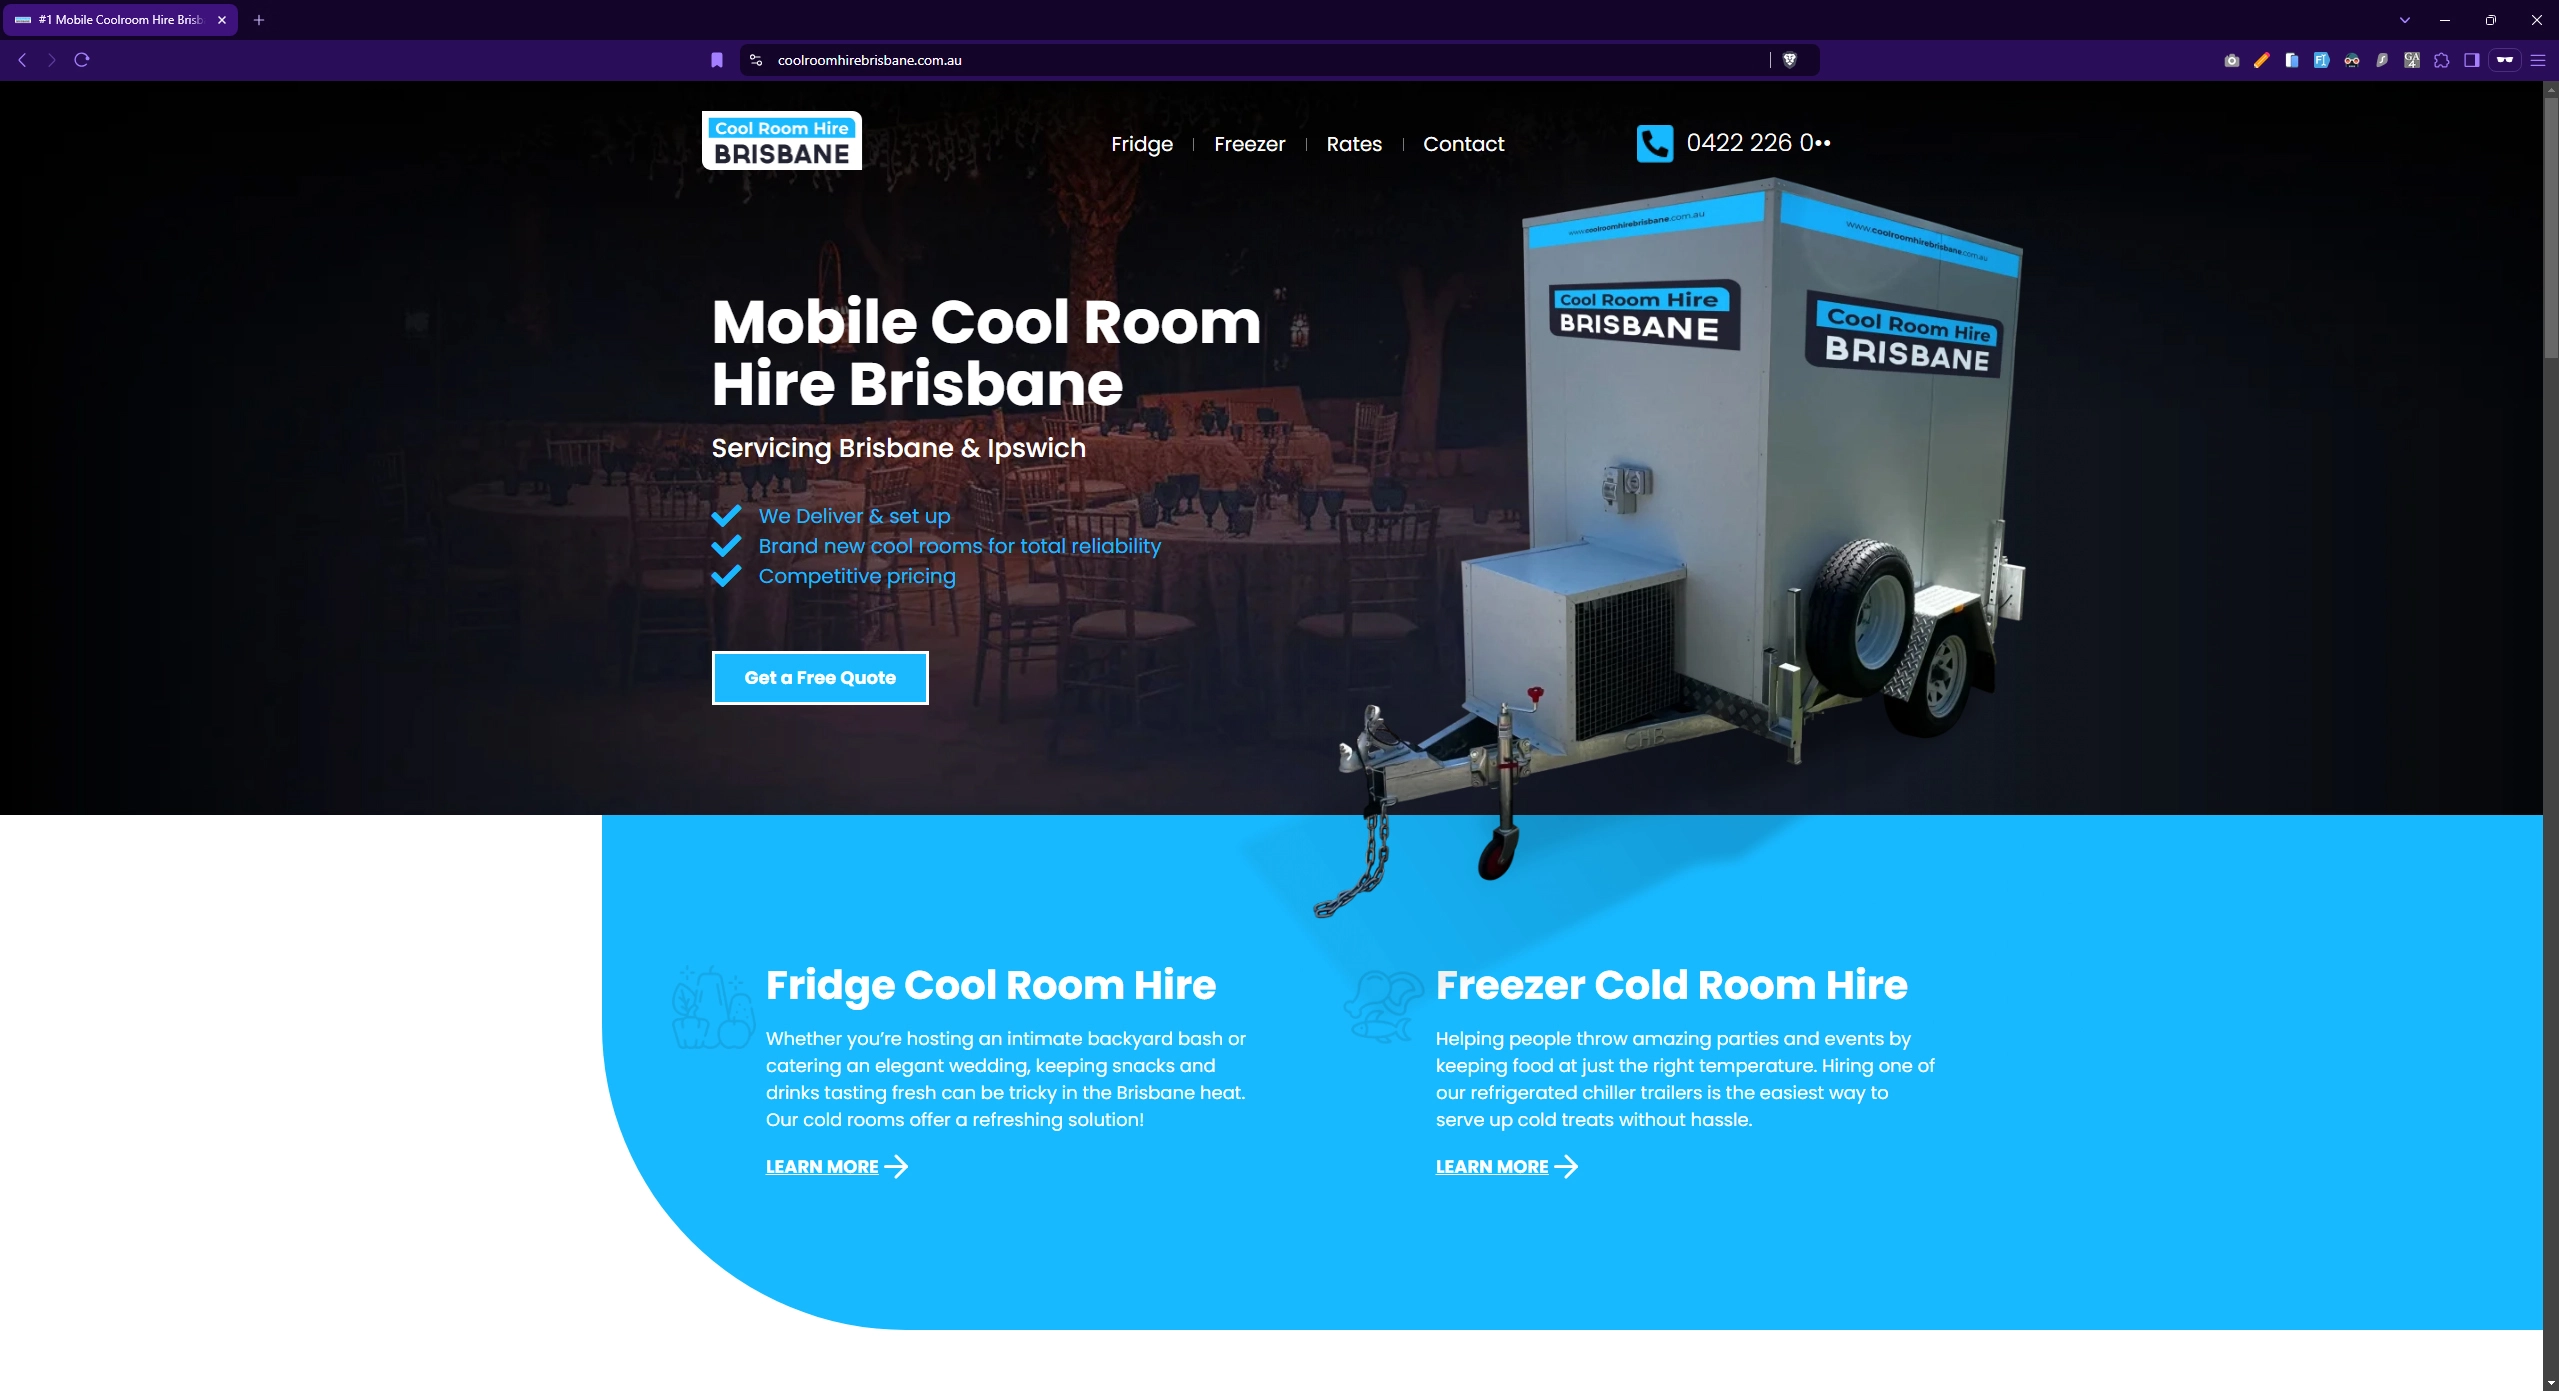 #1 Mobile Coolroom Hire Brisb
coolroomhirebrisbane.com.au
Cool Room Hire
BRISBANE
Fridge
Freezer
Rates
Contact
0422 226 0••
www.coolroomhirebrisbane.com.au
www.coolroomhirebrisbane.com.au
Cool Room Hire
BRISBANE
Cool Room Hire
BRISBANE
CHB
Mobile Cool Room
Hire Brisbane
Servicing Brisbane & Ipswich
We Deliver & set up
Brand new cool rooms for total reliability
Competitive pricing
Get a Free Quote
Fridge Cool Room Hire
Whether you're hosting an intimate backyard bash or
catering an elegant wedding, keeping snacks and
drinks tasting fresh can be tricky in the Brisbane heat.
Our cold rooms offer a refreshing solution!
LEARN MORE
Freezer Cold Room Hire
Helping people throw amazing parties and events by
keeping food at just the right temperature. Hiring one of
our refrigerated chiller trailers is the easiest way to
serve up cold treats without hassle.
LEARN MORE